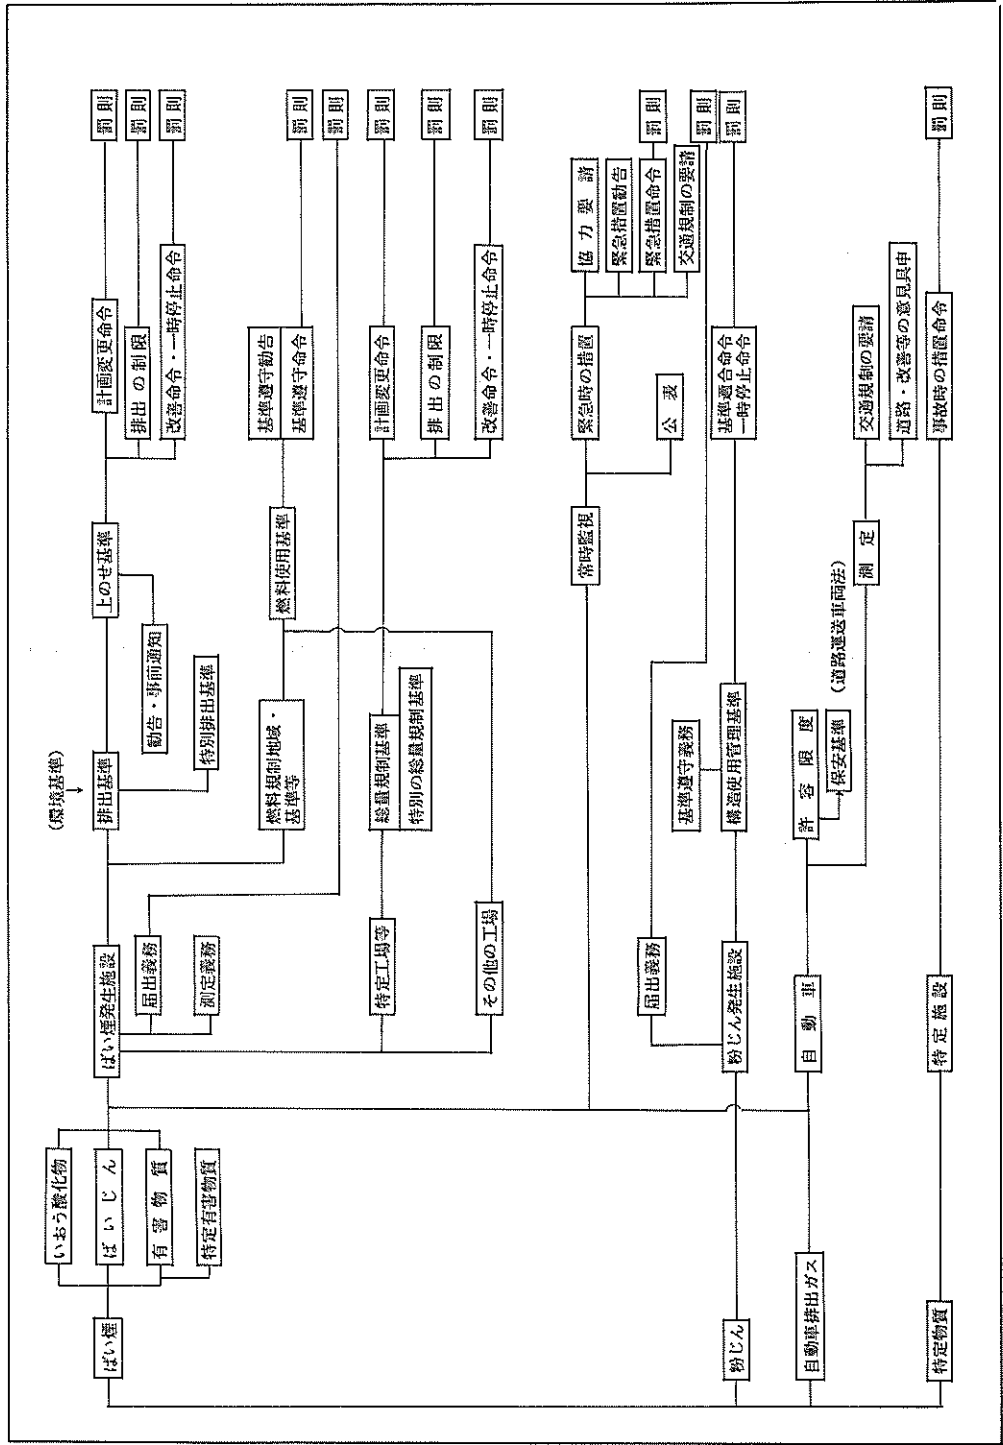 ばい煙
いおう酸化物
ばいじん
有害物質
特定有害物質
ばい煙発生施設
届出義務
測定義務
特定工場等
その他の工場
(環境基準)
排出基準
特別排出基準
燃料規制地域・
基準等
総量規制基準
特別の総量規制基準
上のせ基準
勧告・事前通知
燃料使用基準
計画変更命令
排出の制限
改善命令・一時停止命令
基準遵守勧告
基準遵守命令
計画変更命令
排出の制限
改善命令・一時停止命令
罰則
罰則
罰則
罰則
罰則
罰則
罰則
罰則
常時監視
緊急時の措置
公表
協力要請
緊急措置勧告
緊急措置命令
交通規制の要請
罰則
粉じん
粉じん発生施設
届出義務
基準遵守義務
構造使用管理基準
基準適合命令
一時停止命令
罰則
罰則
自動車排出ガス
自動車
許容限度
保安基準
(道路運送車両法)
測定
交通規制の要請
道路・改善等の意見具申
特定物質
特定施設
事故時の措置命令
罰則